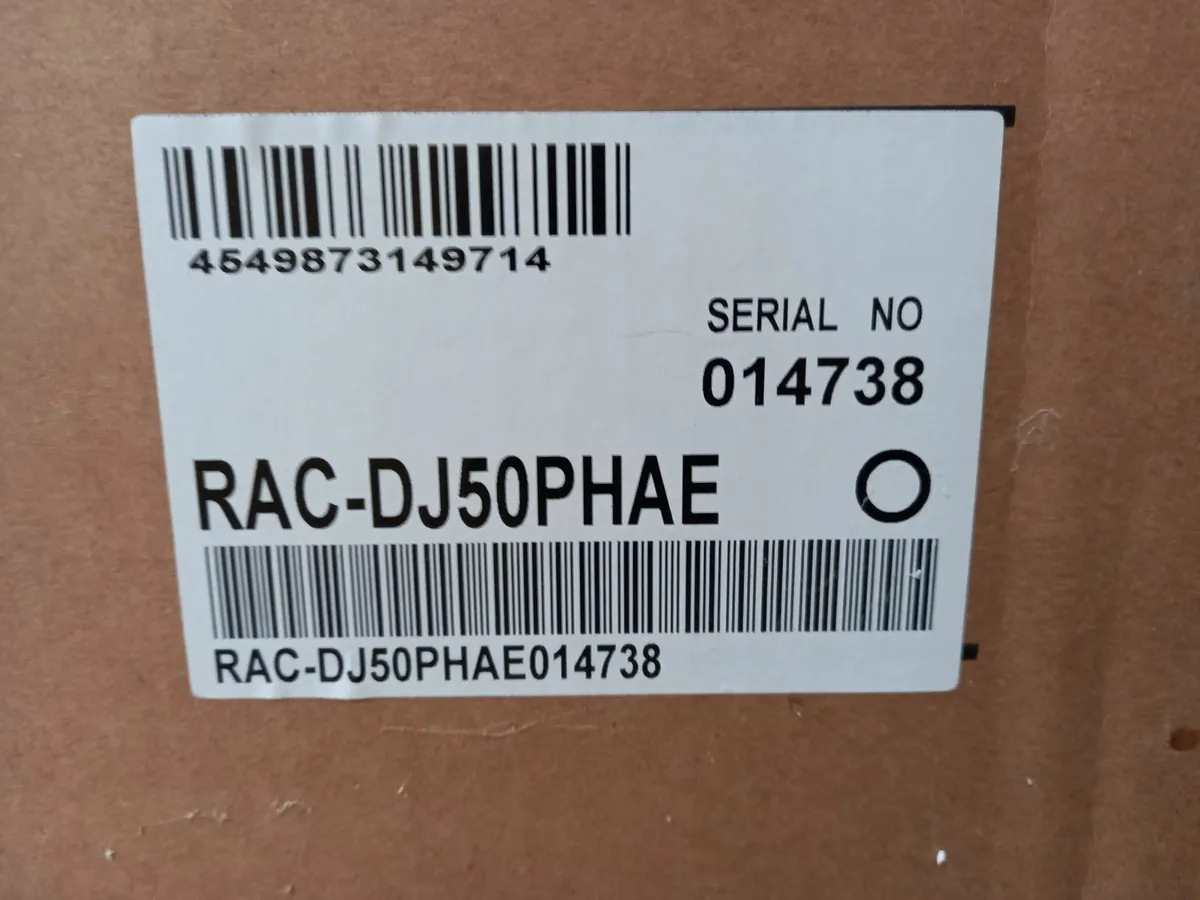 4549873149714
SERIAL NO
014738
RAC-DJ50PHAE
RAC-DJ50PHAE014738